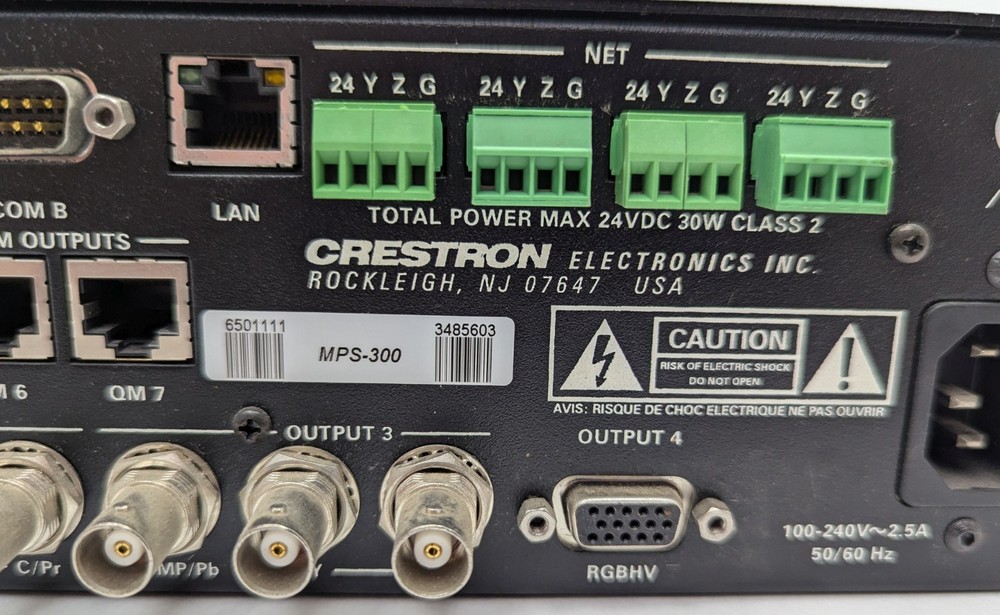 NET
24 Y Z G 24 Y Z G 24 Y Z G 24 Y Z G
COM B
LAN
TOTAL POWER MAX 24VDC 30W CLASS 2
M OUTPUTS
CRESTRON ELECTRONICS INC.
ROCKLEIGH, NJ 07647 USA
6501111
MPS-300
3485603
CAUTION
RISK OF ELECTRIC SHOCK
DO NOT OPEN
AVIS: RISQUE DE CHOC ELECTRIQUE NE PAS OUVRIR
M 6
QM 7
OUTPUT 3
OUTPUT 4
100-240V~2.5A
50/60 Hz
C/Pr
MP/Pb
Y
RGBHV